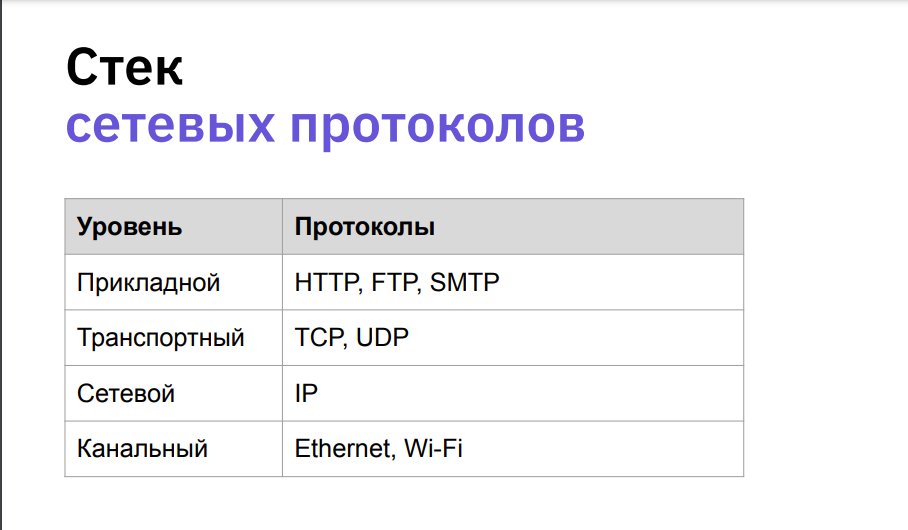 Стек
сетевых протоколов
Уровень Протоколы
Прикладной HTTP, FTP, SMTP
Транспортный TCP, UDP
Сетевой IP
Канальный Ethernet, Wi-Fi